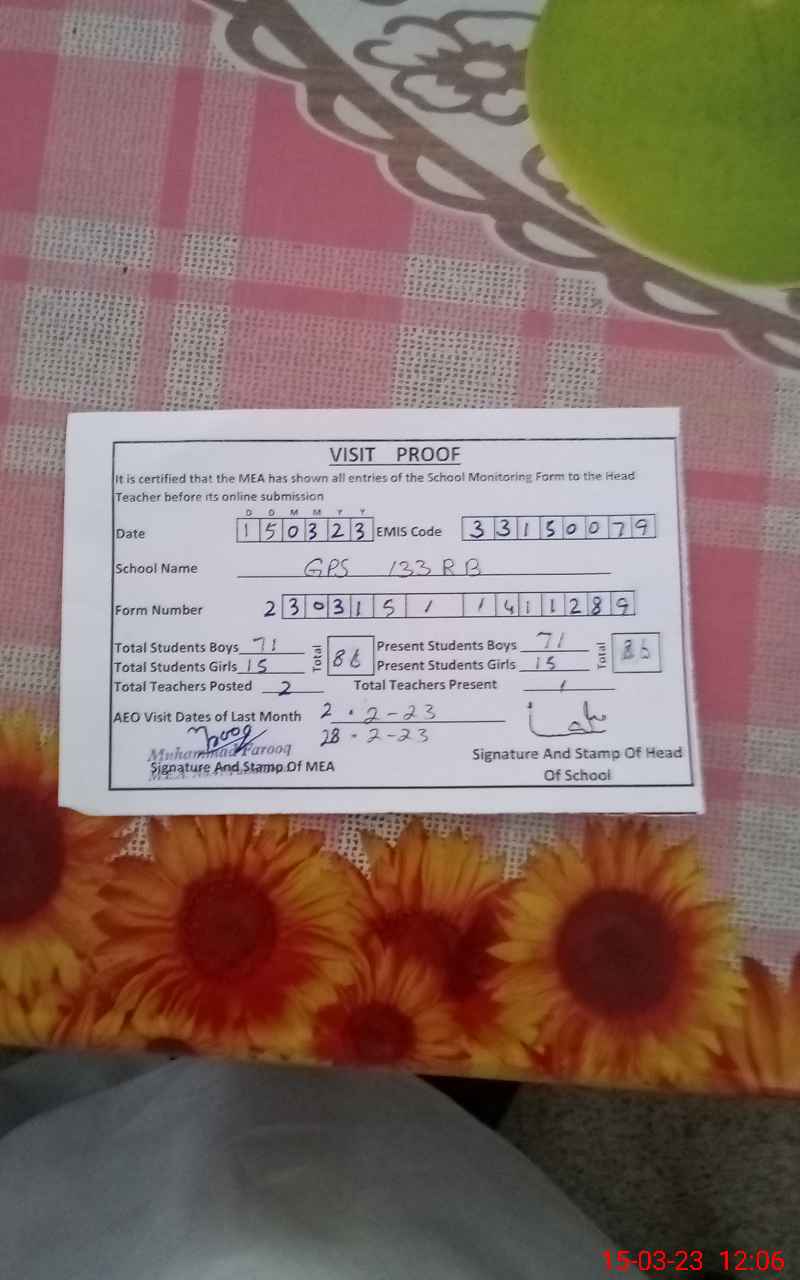 VISIT PROOF
It is certified that the MEA has shown all entries of the School Monitoring Form to the Head
Teacher before its online submission
D D M M Y Y
Date 1 5 0 3 2 3 EMIS Code 3 3 1 5 0 0 7 9
School Name GPS 133 RB
Form Number 2 3 0 3 1 5 1 1 4 1 1 2 8 9
Total Students Boys 71 Total 86 Present Students Boys 71 Total 86
Total Students Girls 15 Present Students Girls 15
Total Teachers Posted 2 Total Teachers Present 1
AEO Visit Dates of Last Month 2 - 2 - 23
28 - 2 - 23
Muhammad Farooq
Signature And Stamp Of MEA
Signature And Stamp Of Head
Of School
15-03-23 12:06